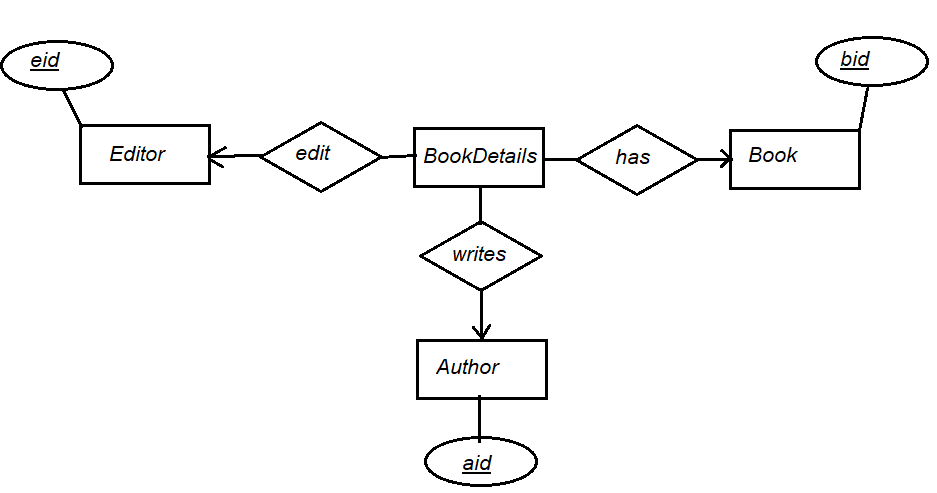 eid
bid
Editor
edit
BookDetails
has
Book
writes
Author
aid